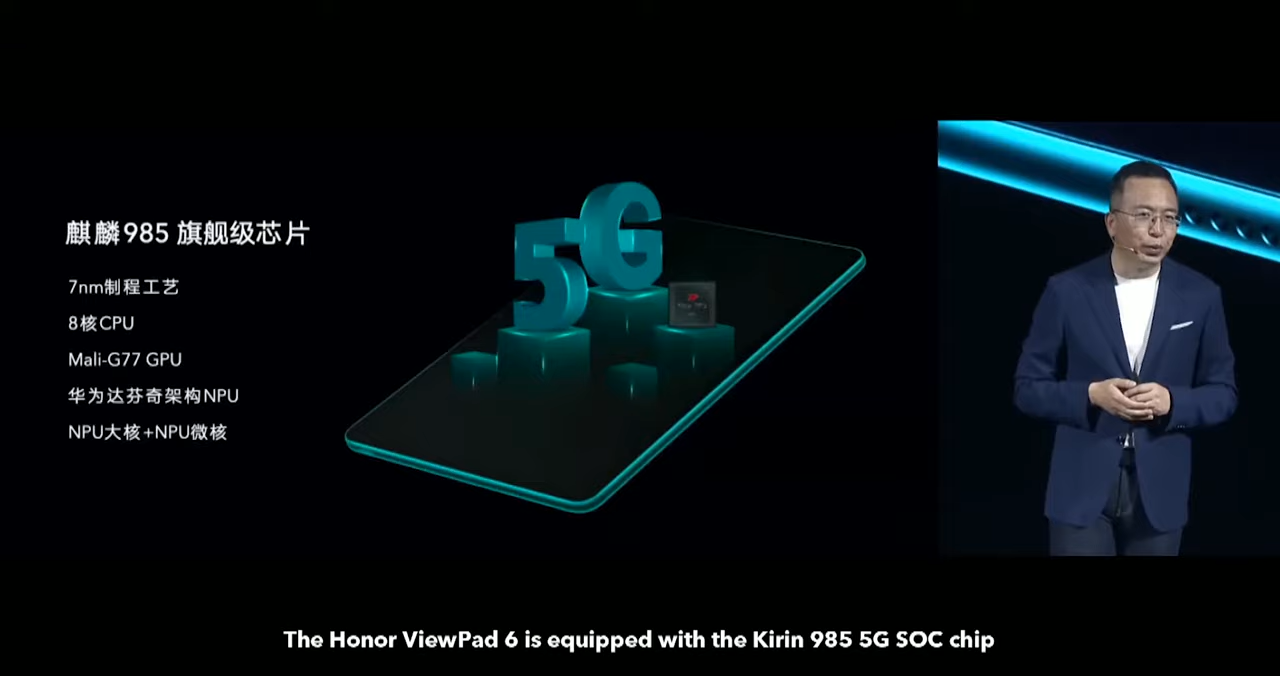 麒麟985 旗舰级芯片
7nm制程工艺
8核CPU
Mali-G77 GPU
华为达芬奇架构NPU
NPU大核+NPU微核
5G
The Honor ViewPad 6 is equipped with the Kirin 985 5G SOC chip